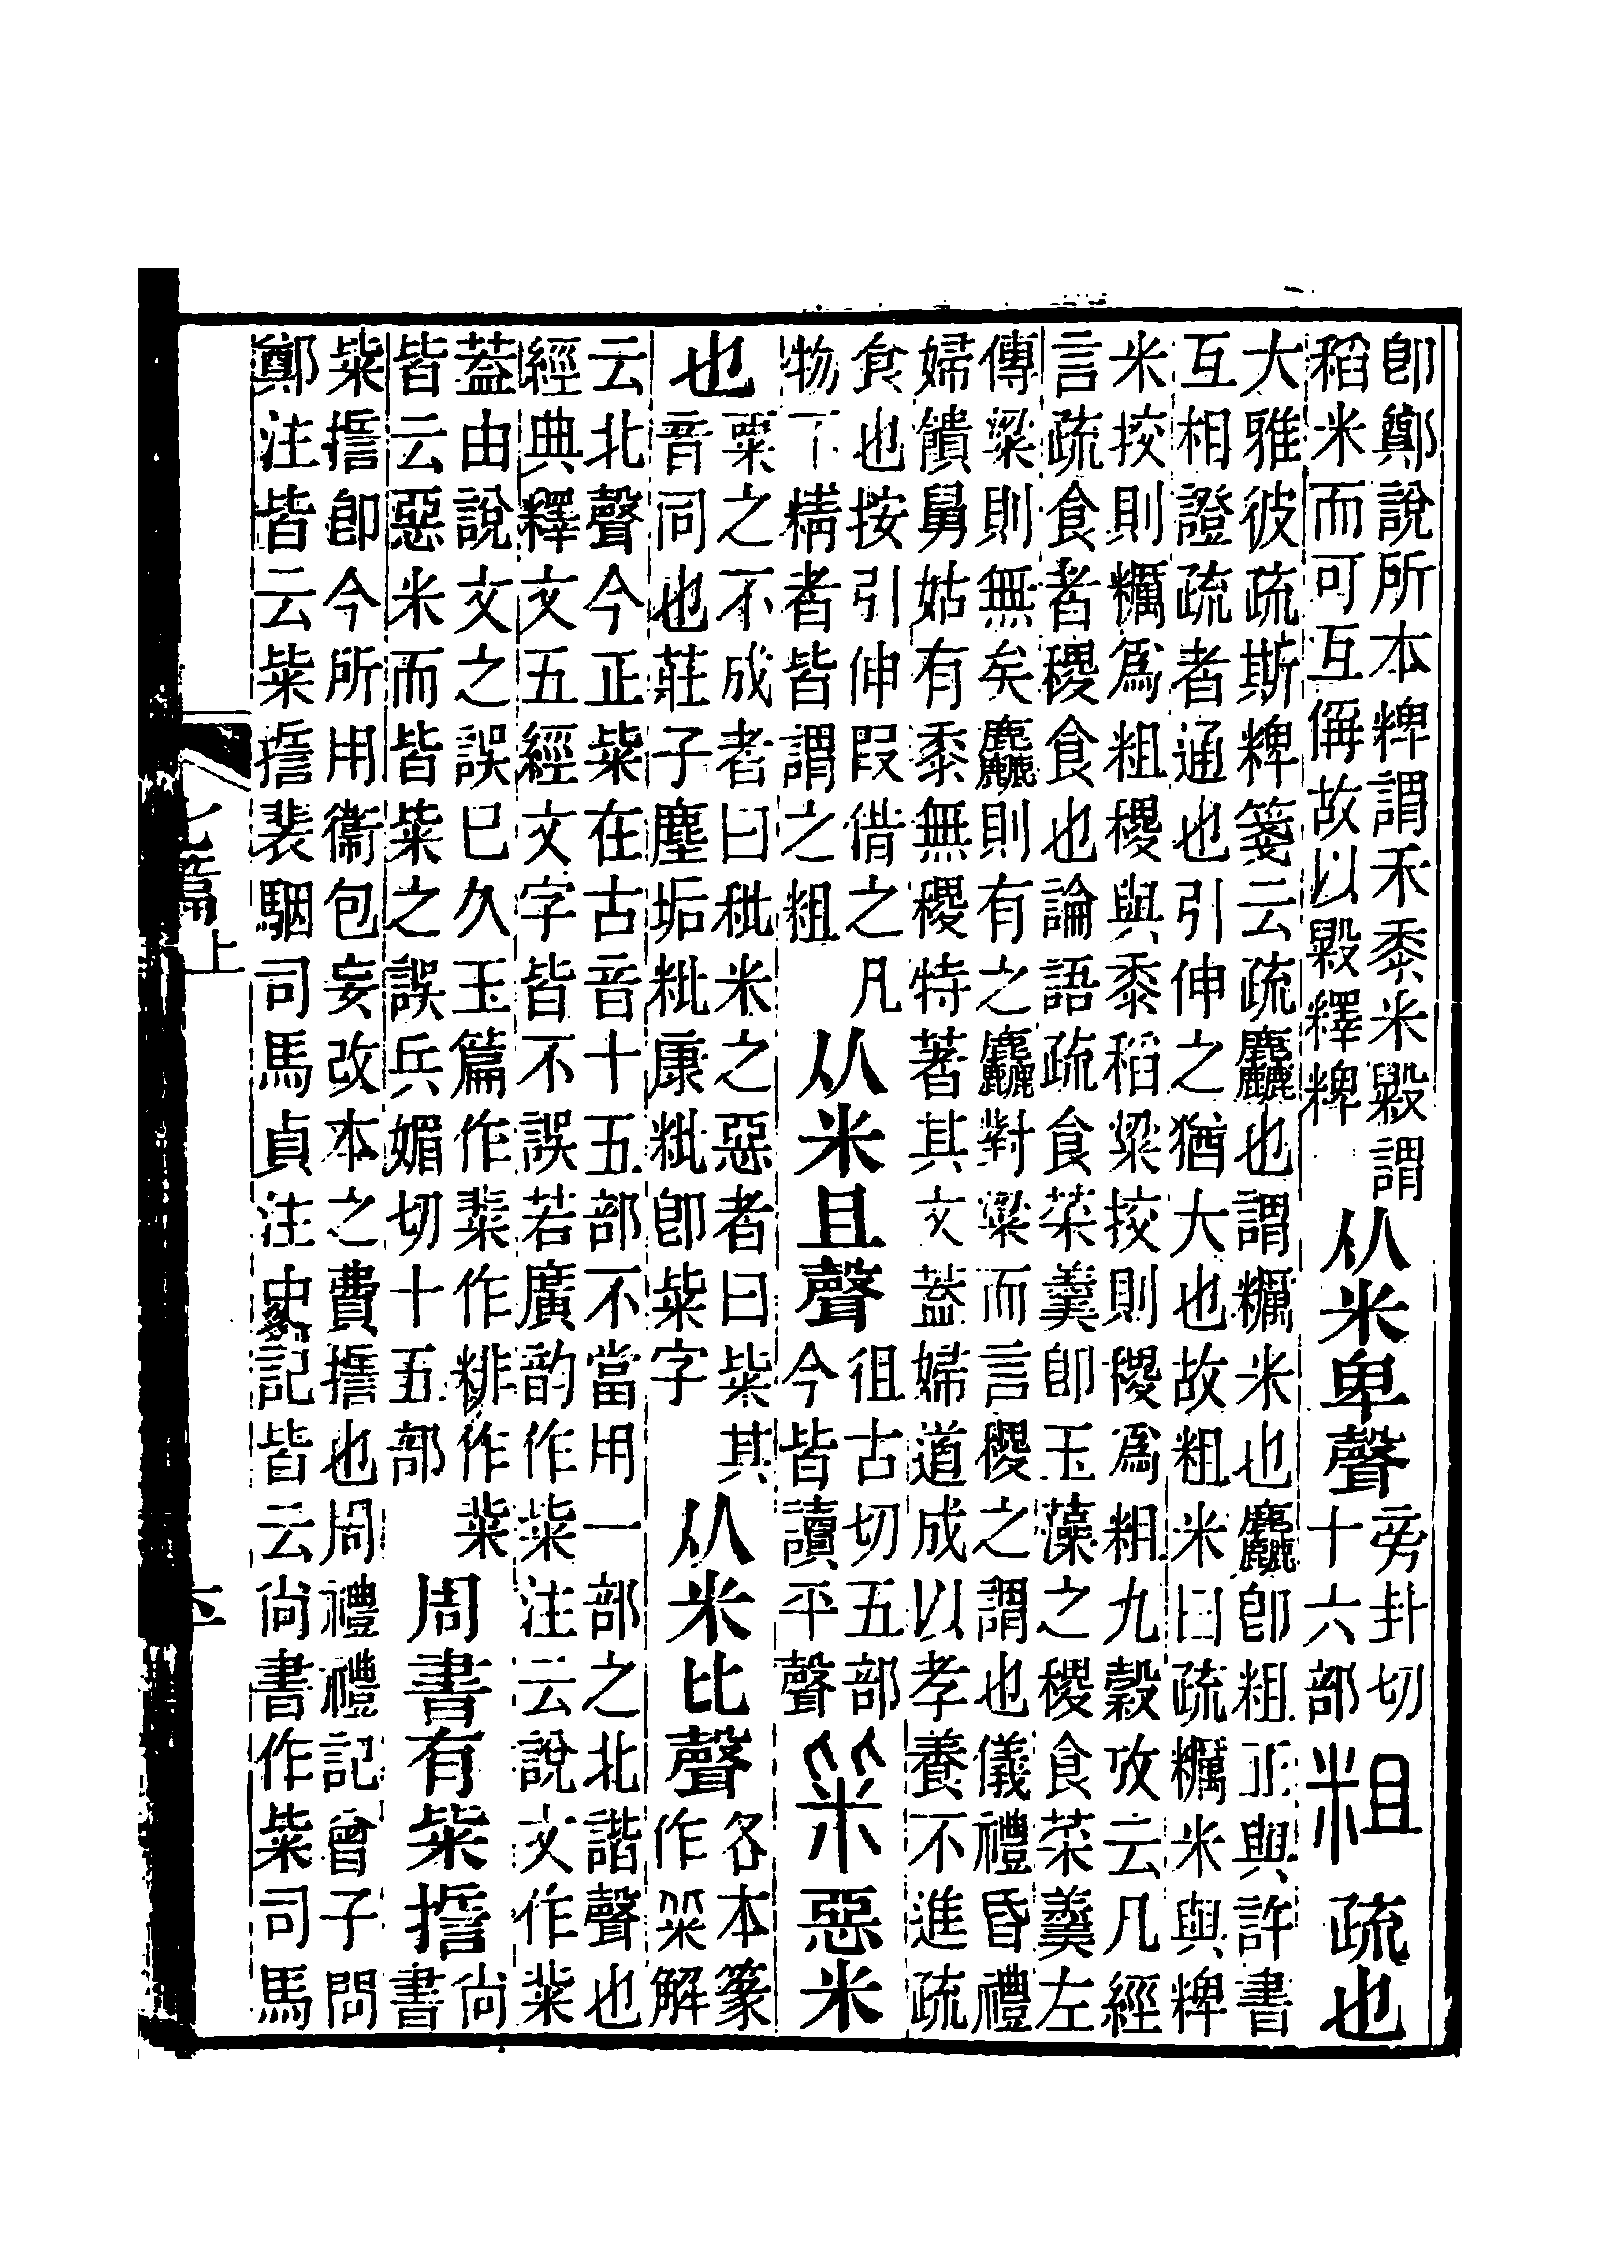 卽鄭說所本粺謂禾黍米毇謂
稻米而可互偁故以毇釋粺
从米卑聲
旁卦切
十六部
粗
疏也
大雅彼疏斯粺箋云疏麤也謂糲米也麤卽粗正與許書
互相證疏者通也引伸之猶大也故粗米曰疏糲米與粺
米挍則糲爲粗稷與黍稻粱挍則稷爲粗九穀攷云凡經
言疏食者稷食也論語疏食菜羹卽玉藻之稷食菜羹左
傳粱則無矣麤則有之麤對粱而言稷之謂也儀禮昏禮
婦饋舅姑有黍無稷特著其文葢婦道成以孝養不進疏
食也按引伸叚借之凡
物不精者皆謂之粗
从米且聲
徂古切五部
今皆讀平聲
粊
惡米
也
粟之不成者曰秕米之惡者曰粊其
音同也莊子塵垢粃康粃卽粊字
从米比聲
各本篆
作解
云北聲今正粊在古音十五部不當用一部之北諧聲也
經典釋文五經文字皆不誤若廣韵作作粊注云說文作
葢由說文之誤已久玉篇作作䊧作
皆云惡米而皆粊之誤兵媚切十五部
周書有粊誓
尙
書
粊誓卽今所用衞包妄改本之費誓也周禮禮記曾子問
鄭注皆云粊誓裴駰司馬貞注史記皆云尙書作粊司馬
七篇上